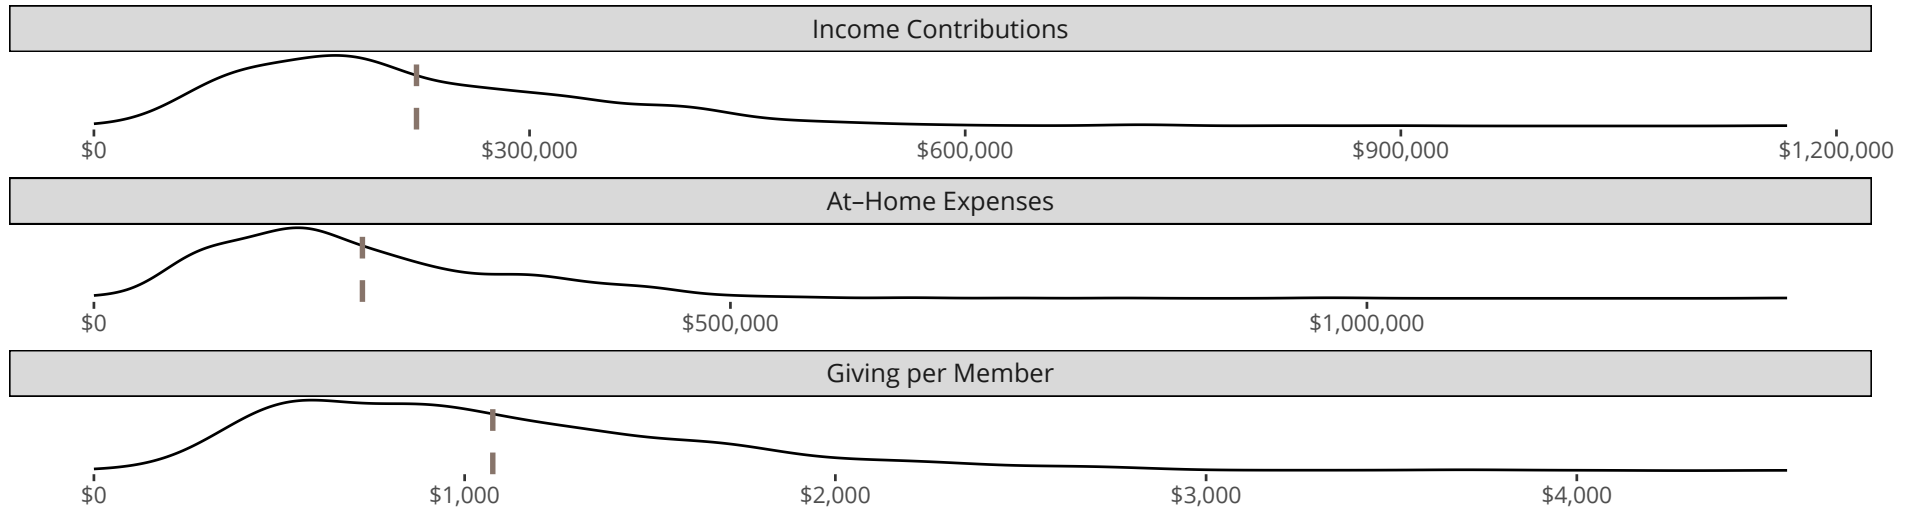 Income Contributions
$0 $300,000 $600,000 $900,000 $1,200,000
At–Home Expenses
$0 $500,000 $1,000,000
Giving per Member
$0 $1,000 $2,000 $3,000 $4,000